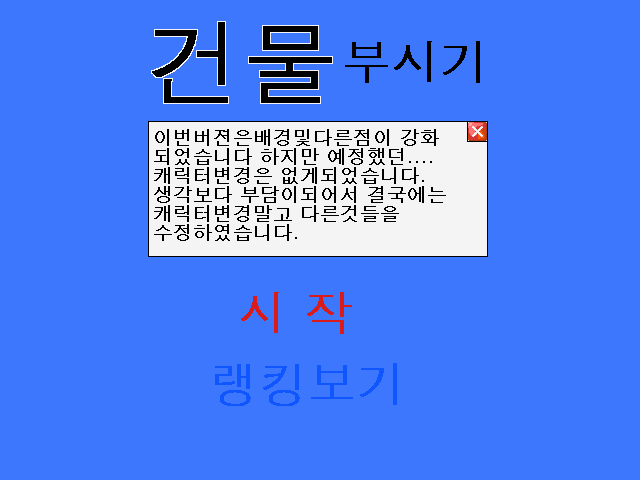 건물 부시기
이번버젼은배경및다른점이 강화
되었습니다 하지만 예정했던....
캐릭터변경은 없게되었습니다.
생각보다 부담이되어서 결국에는
캐릭터변경말고 다른것들을
수정하였습니다.
시 작
랭킹보기